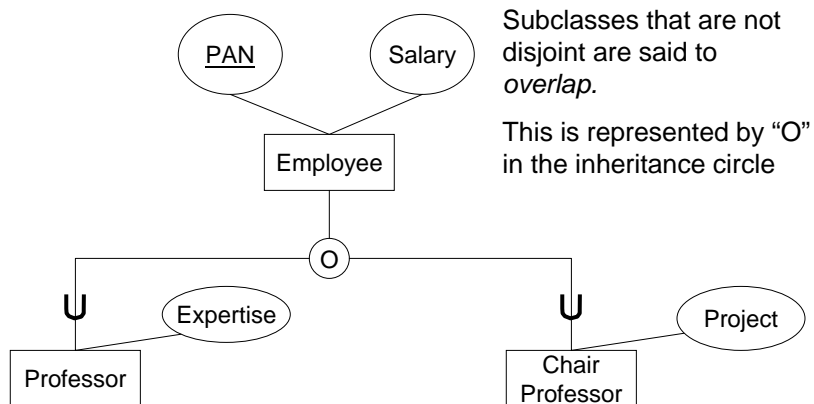 Subclasses that are not
disjoint are said to
overlap.
This is represented by “O”
in the inheritance circle
PAN
Salary
Employee
O
Expertise
Project
Professor
Chair
Professor